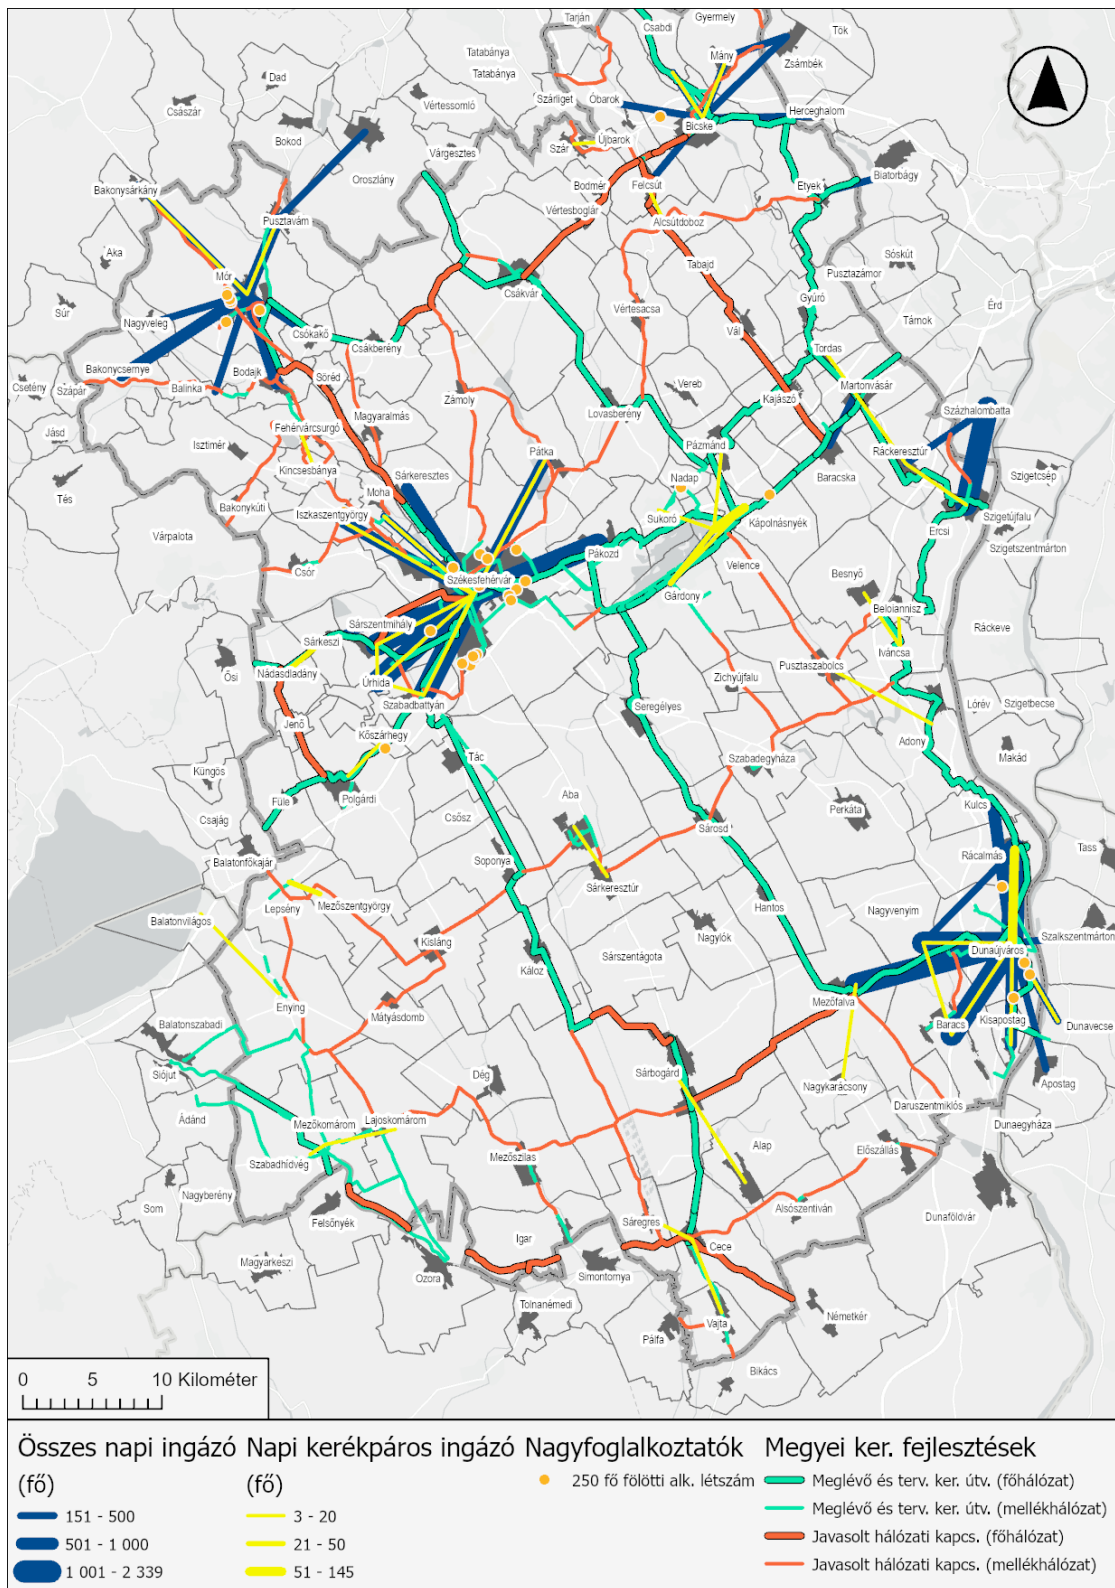 Tarján
Gyermely
Csabdi
Tök
Tatabánya
Mány
Zsámbék
Dad
Tatabánya
Császár
Vértessomló
Szárliget
Óbarok
Herceghalom
Bicske
Bokod
Várgesztes
Szár
Újbarok
Biatorbágy
Oroszlány
Bodmér
Felcsút
Etyek
Bakonysárkány
Pusztavám
Vértesboglár
Alcsútdoboz
Sóskút
Aka
Tabajd
Pusztazámor
Mór
Csákvár
Gyúró
Érd
Súr
Nagyveleg
Vértesacsa
Vál
Tárnok
Csókakő
Csákberény
Tordas
Bakonycsernye
Bodajk
Söréd
Vereb
Martonvásár
Csetény
Szápár
Balinka
Zámoly
Kajászó
Lovasberény
Százhalombatta
Jásd
Isztimér
Fehérvárcsurgó
Magyaralmás
Pázmánd
Ráckeresztúr
Kincsesbánya
Pátka
Nadap
Baracska
Szigetcsép
Tés
Sárkeresztes
Moha
Bakonykúti
Iszkaszentgyörgy
Sukoró
Kápolnásnyék
Ercsi
Szigetújfalu
Várpalota
Szigetszentmárton
Pákozd
Csór
Székesfehérvár
Velence
Besnyő
Gárdony
Beloiannisz
Sárszentmihály
Ráckeve
Sárkeszi
Iváncsa
Ősi
Nádasdladány
Pusztaszabolcs
Úrhida
Zichyújfalu
Szabadbattyán
Lórév
Szigetbecse
Jenő
Seregélyes
Kőszárhegy
Adony
Makád
Küngös
Tác
Szabadegyháza
Füle
Polgárdi
Perkáta
Kulcs
Csajág
Aba
Csősz
Sárosd
Balatonfőkajár
Soponya
Rácalmás
Tass
Sárkeresztúr
Lepsény
Mezőszentgyörgy
Hantos
Nagyvenyim
Balatonvilágos
Nagylók
Szalkszentmárton
Kisláng
Dunaújváros
Káloz
Sárszentágota
Enying
Mezőfalva
Mátyásdomb
Baracs
Kisapostag
Dunavecse
Balatonszabadi
Siójut
Dég
Sárbogárd
Nagykarácsony
Apostag
Ádánd
Daruszentmiklós
Mezőkomárom
Lajoskomárom
Dunaegyháza
Mezőszilas
Alap
Előszállás
Szabadhídvég
Nagyberény
Som
Felsőnyék
Alsószentiván
Dunaföldvár
Sáregres
Igar
Cece
Magyarkeszi
Ozora
Simontornya
Tolnanémedi
Németkér
Pálfa
Vajta
Bikács
0 5 10 Kilométer
Összes napi ingázó
(fő)
151 - 500
501 - 1 000
1 001 - 2 339
Napi kerékpáros ingázó
(fő)
3 - 20
21 - 50
51 - 145
Nagyfoglalkoztatók
250 fő fölötti alk. létszám
Megyei ker. fejlesztések
Meglévő és terv. ker. útv. (főhálózat)
Meglévő és terv. ker. útv. (mellékhálózat)
Javasolt hálózati kapcs. (főhálózat)
Javasolt hálózati kapcs. (mellékhálózat)